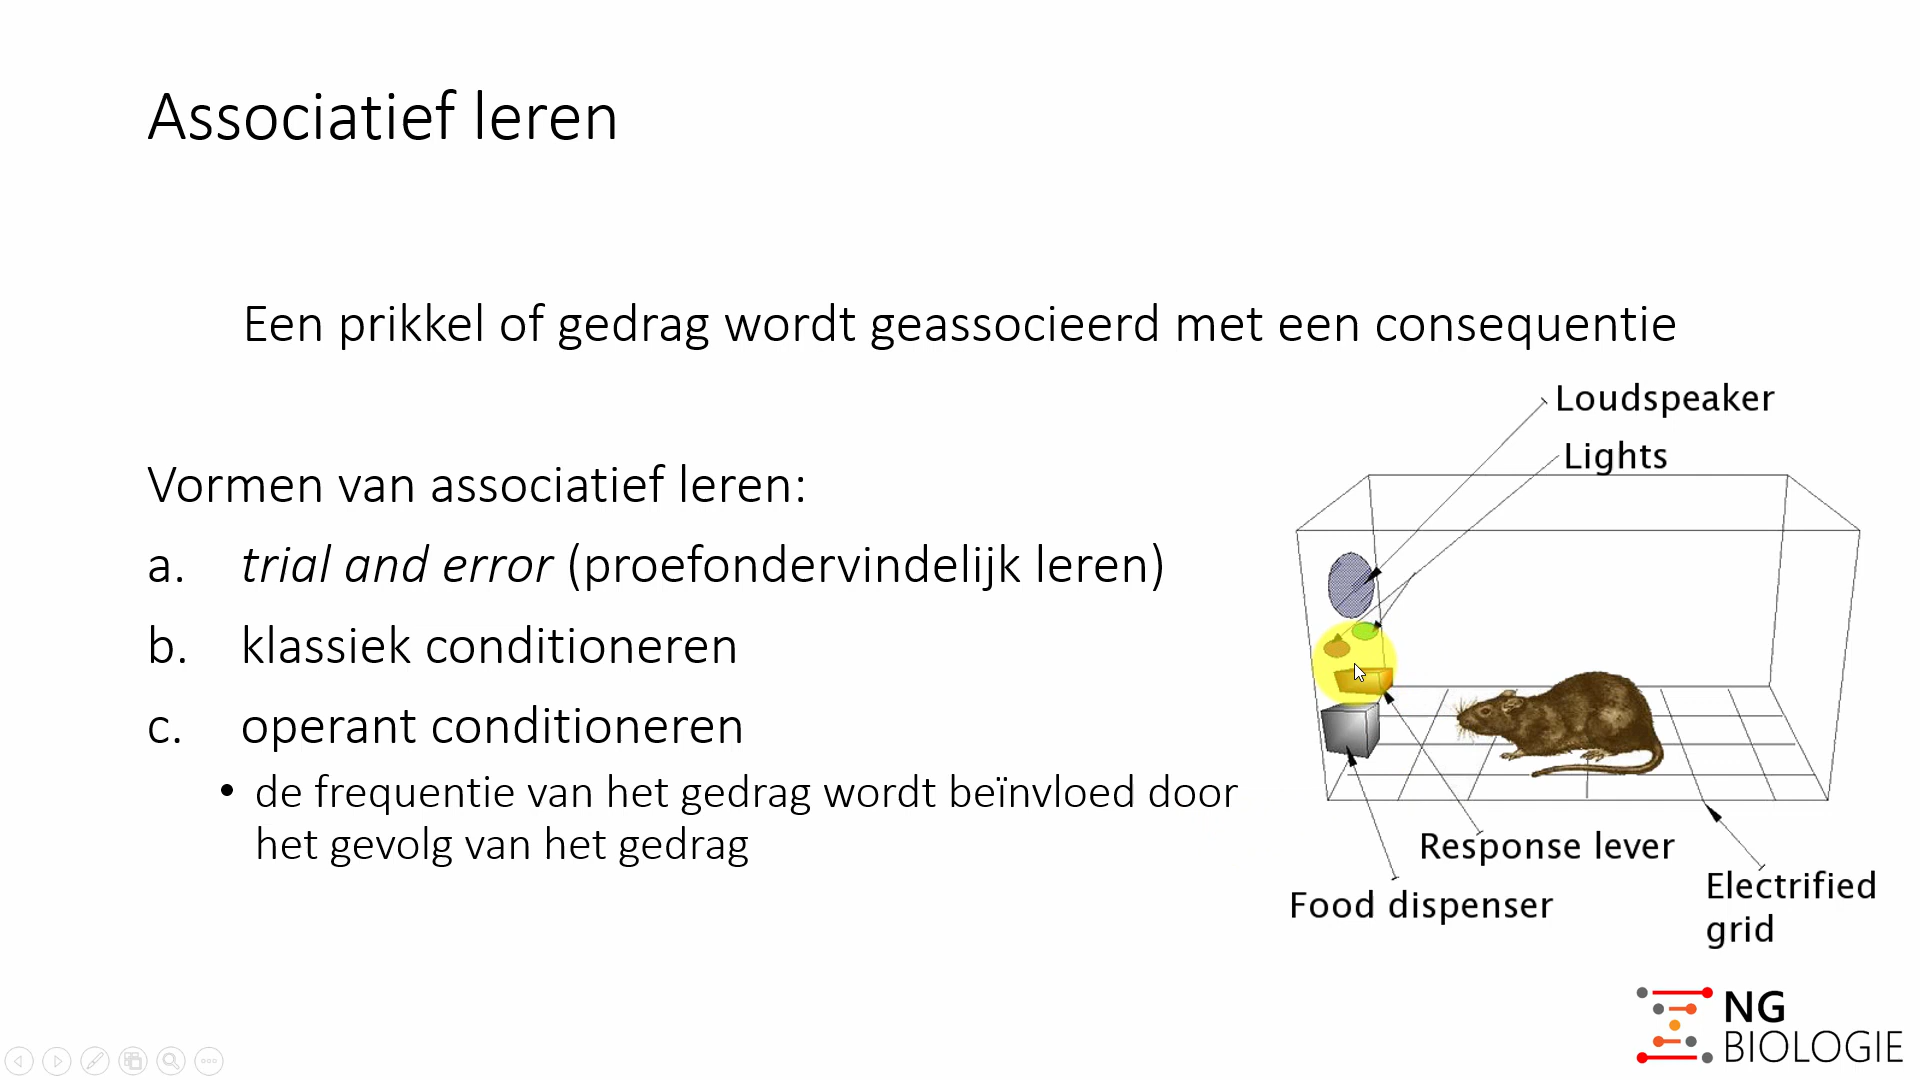 Associatief leren
Een prikkel of gedrag wordt geassocieerd met een consequentie
Vormen van associatief leren:
a. trial and error (proefondervindelijk leren)
b. klassiek conditioneren
c. operant conditioneren
• de frequentie van het gedrag wordt beïnvloed door
het gevolg van het gedrag
Loudspeaker
Lights
Response lever
Food dispenser
Electrified
grid
NG
BIOLOGIE